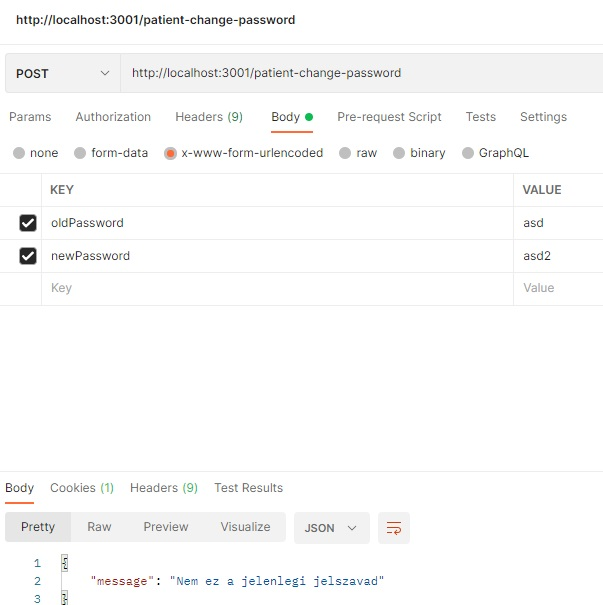 http://localhost:3001/patient-change-password
POST http://localhost:3001/patient-change-password
Params Authorization Headers (9) Body Pre-request Script Tests Settings
none form-data x-www-form-urlencoded raw binary GraphQL
KEY VALUE
oldPassword asd
newPassword asd2
Key Value
Body Cookies (1) Headers (9) Test Results
Pretty Raw Preview Visualize JSON
1 {
2 "message": "Nem ez a jelenlegi jelszavad"
3 }